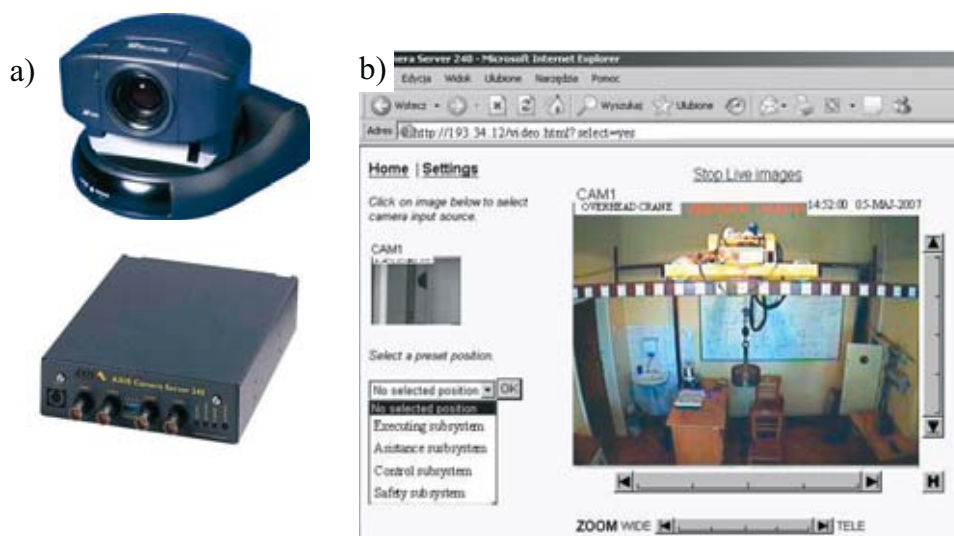 a)
AXIS Camera Server 240
b)
era Server 240 - Microsoft Internet Explorer
Edycja Widok Ulubione Narzędzia Pomoc
Wstecz Wyszukaj Ulubione
Adres http://193 34.12/video html? select=yes
Home | Settings
Click on image below to select
camera input source.
CAM1
Select a preset position.
No selected position OK
No selected position
Executing subsystem
Asistance susbsystem
Control subsystem
Safety subsystem
Stop Live images
CAM1
OVERHEAD CRANE 14:52:00 05-MAJ-2007
H
ZOOM WIDE TELE